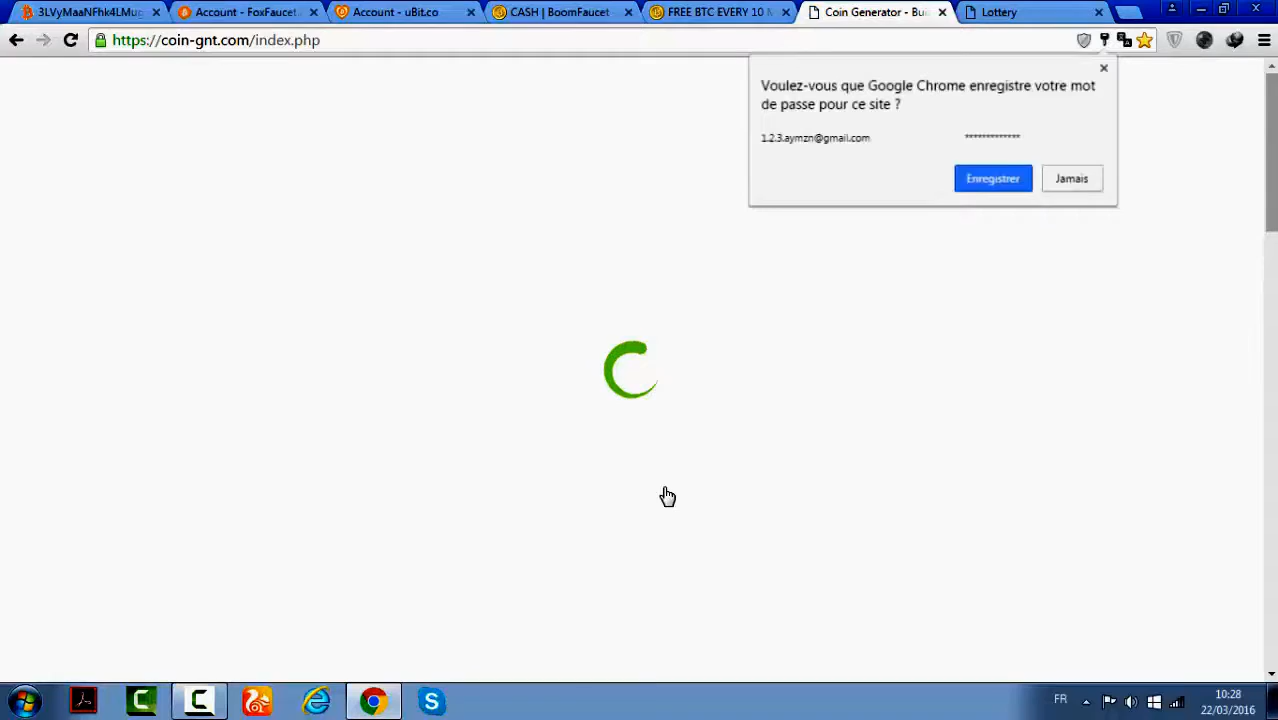 3LVyMaaNFhk4LMug
Account - FoxFaucet
Account - uBit.co
CASH | BoomFaucet
FREE BTC EVERY 10 M
Coin Generator - Bu
Lottery
https://coin-gnt.com/index.php
Voulez-vous que Google Chrome enregistre votre mot
de passe pour ce site ?
1.2.3.aymzn@gmail.com *************
Enregistrer Jamais
FR
10:28
22/03/2016